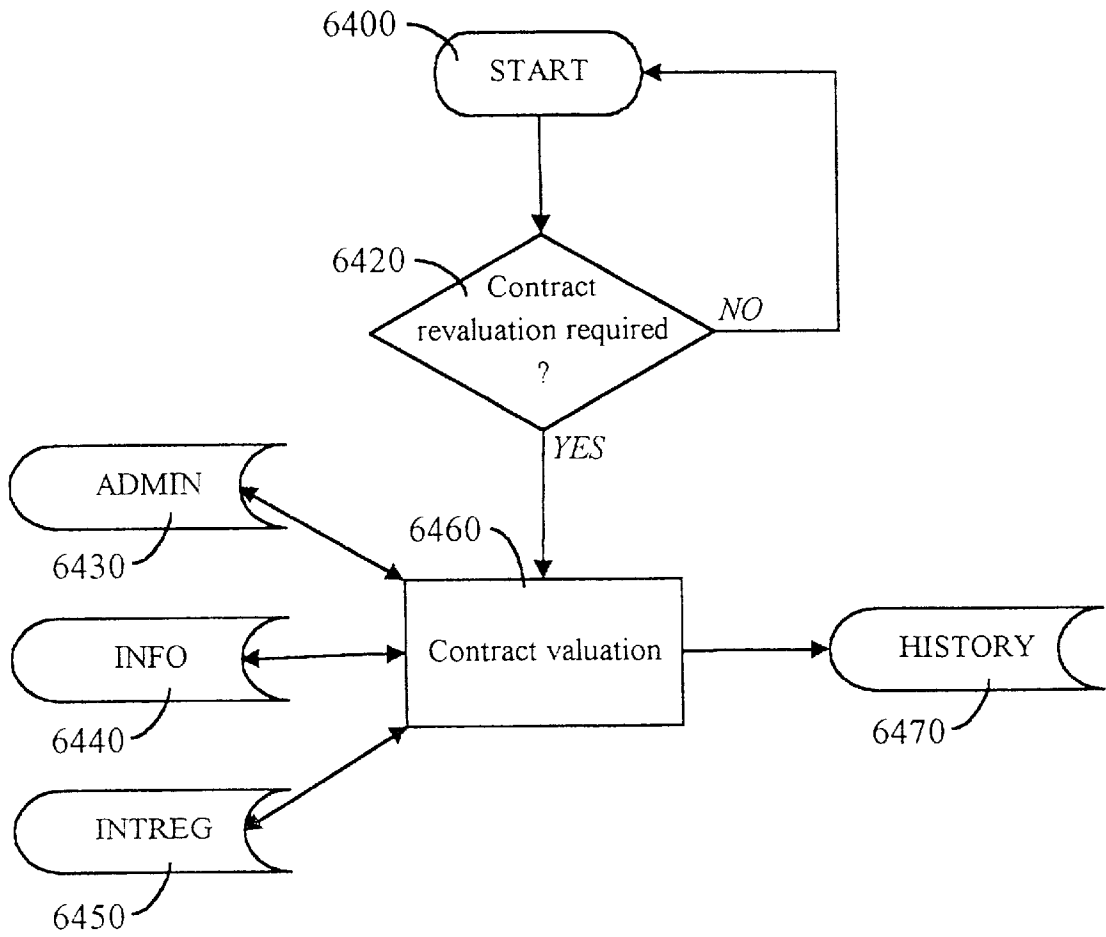 6400
START
6420
Contract
revaluation required
?
NO
YES
ADMIN
6430
6460
INFO
6440
Contract valuation
HISTORY
6470
INTREG
6450